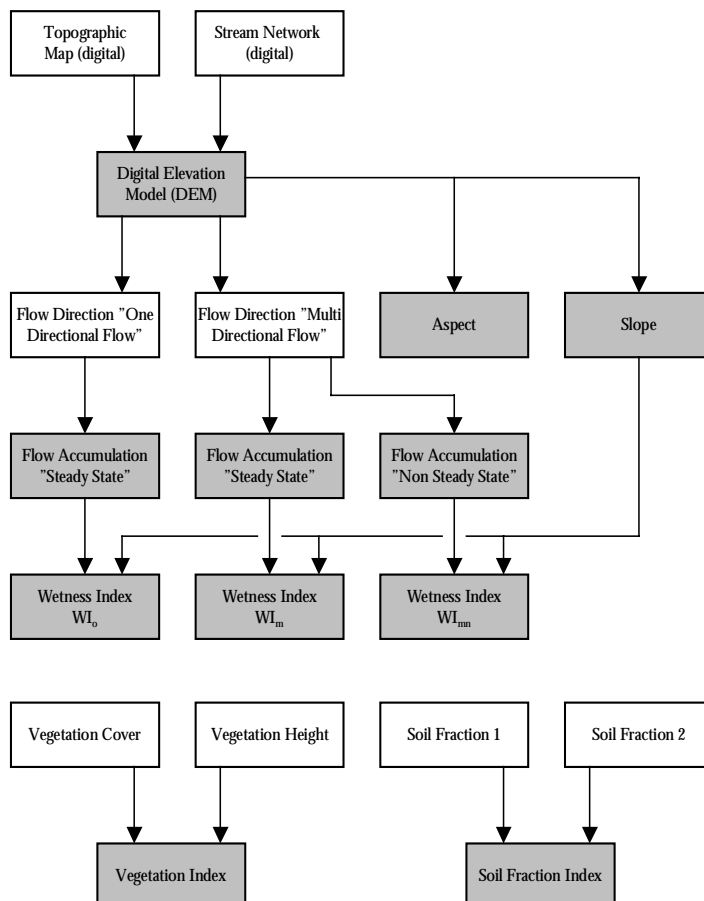 Topographic
Map (digital)
Stream Network
(digital)
Digital Elevation
Model (DEM)
Flow Direction "One
Directional Flow"
Flow Direction "Multi
Directional Flow"
Aspect
Slope
Flow Accumulation
"Steady State"
Flow Accumulation
"Steady State"
Flow Accumulation
"Non Steady State"
Wetness Index
WIₒ
Wetness Index
WIₘ
Wetness Index
WIₘₙ
Vegetation Cover
Vegetation Height
Soil Fraction 1
Soil Fraction 2
Vegetation Index
Soil Fraction Index